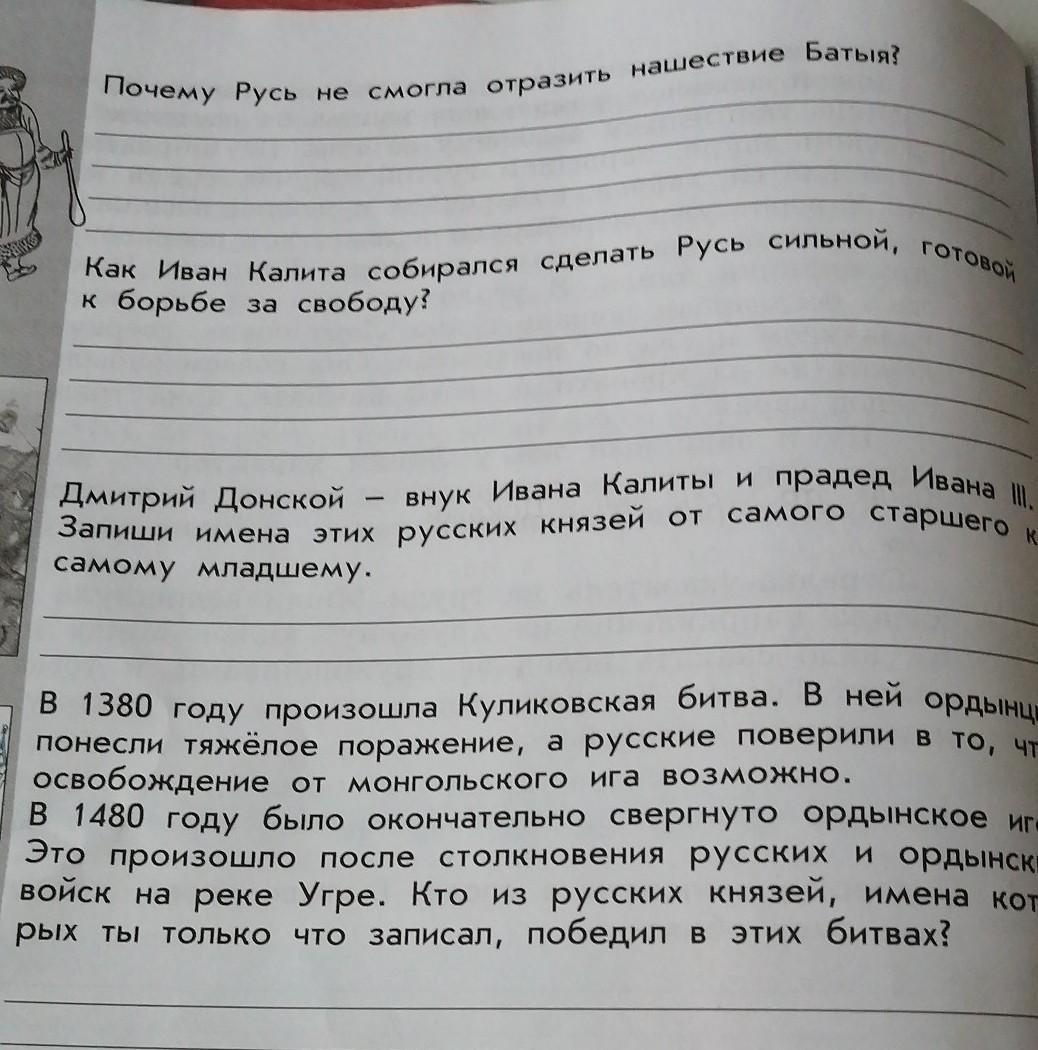 Почему Русь не смогла отразить нашествие Батыя?
Как Иван Калита собирался сделать Русь сильной, готовой
к борьбе за свободу?
Дмитрий Донской – внук Ивана Калиты и прадед Ивана III.
Запиши имена этих русских князей от самого старшего к
самому младшему.
В 1380 году произошла Куликовская битва. В ней ордынц
понесли тяжёлое поражение, а русские поверили в то, чт
освобождение от монгольского ига возможно.
В 1480 году было окончательно свергнуто ордынское иг
Это произошло после столкновения русских и ордынск
войск на реке Угре. Кто из русских князей, имена кот
рых ты только что записал, победил в этих битвах?